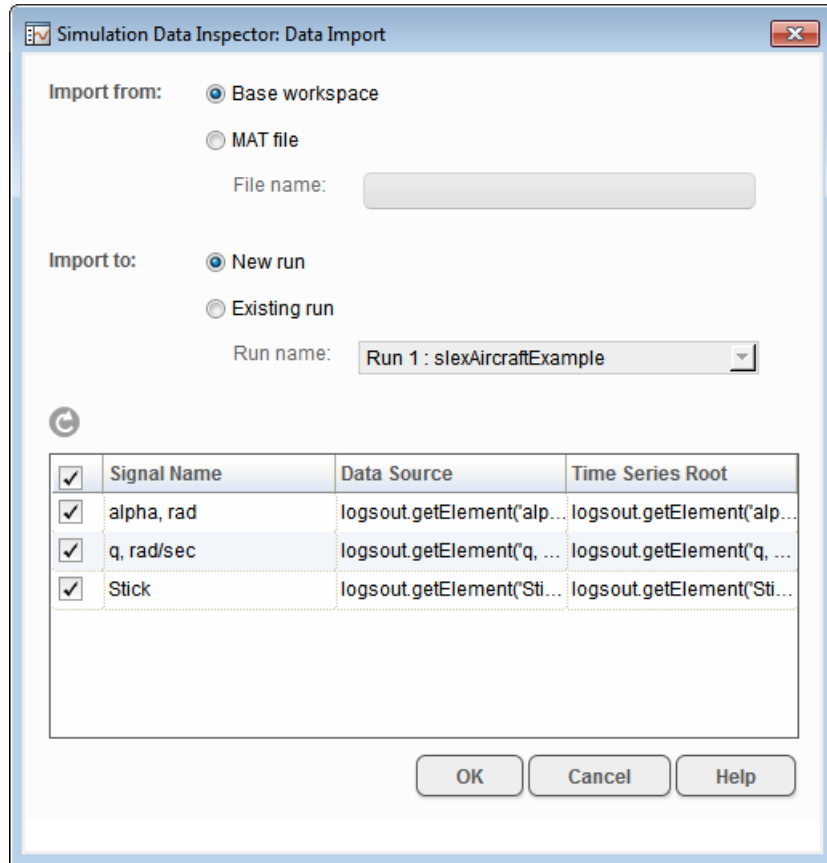 Simulation Data Inspector: Data Import
Import from: Base workspace
MAT file
File name:
Import to: New run
Existing run
Run name: Run 1 : slexAircraftExample
Signal Name Data Source Time Series Root
alpha, rad logsout.getElement('alp... logsout.getElement('alp...
q, rad/sec logsout.getElement('q, ... logsout.getElement('q, ...
Stick logsout.getElement('Sti... logsout.getElement('Sti...
OK Cancel Help